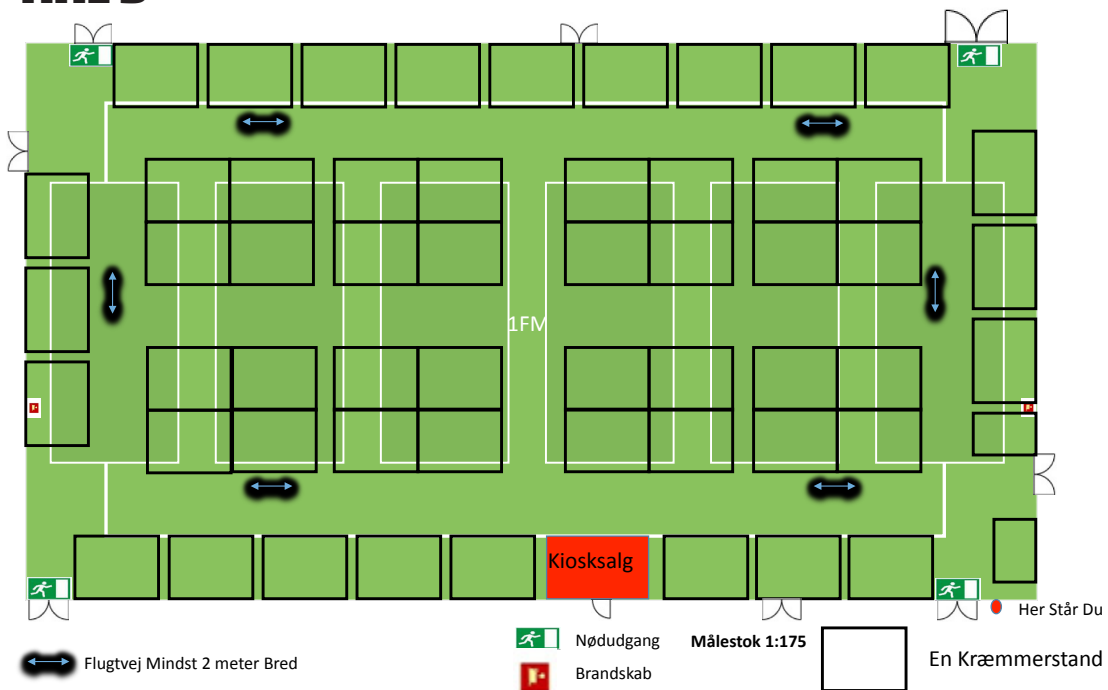 1FM
Kiosksalg
Her Står Du
Nødudgang
Målestok 1:175
Flugtvej Mindst 2 meter Bred
En Kræmmerstand
Brandskab